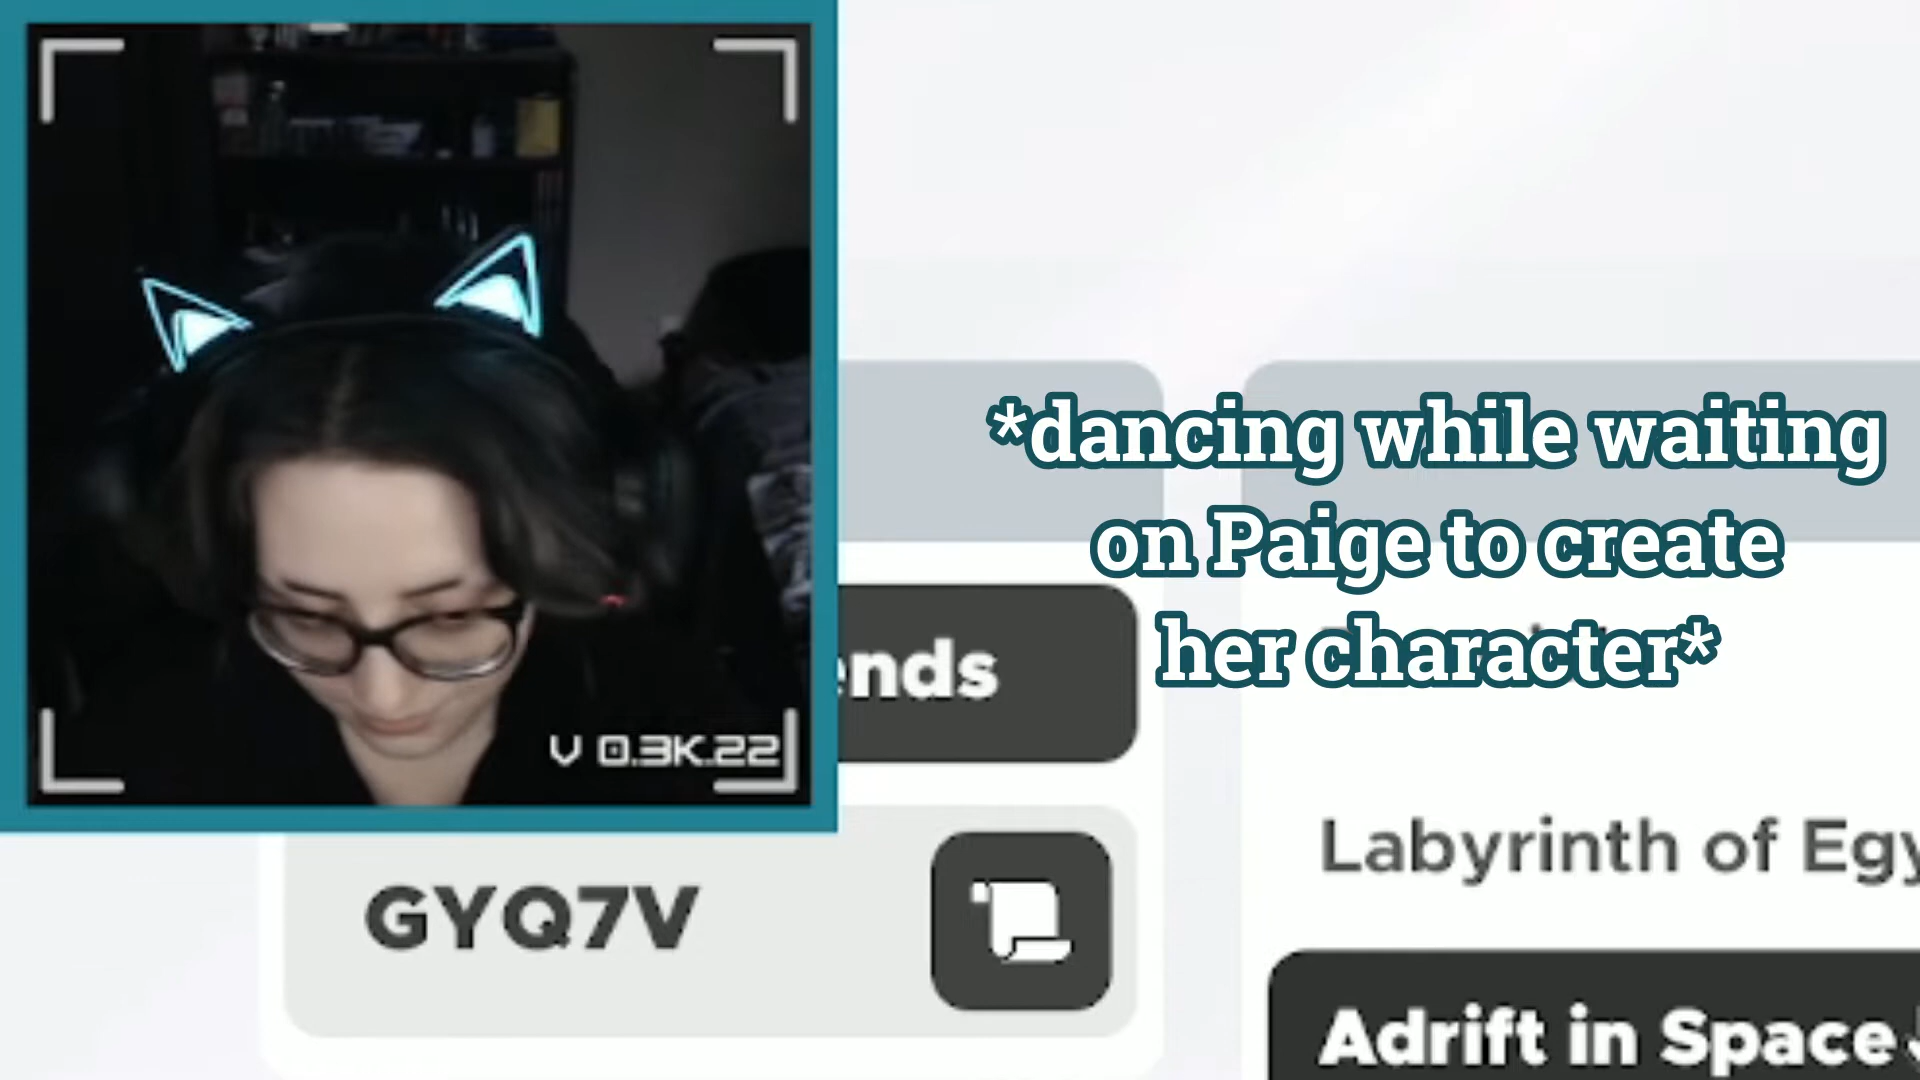 V 0.3K.22
*dancing while waiting
on Paige to create
her character*
ends
Labyrinth of Egy
GYQ7V
Adrift in Space